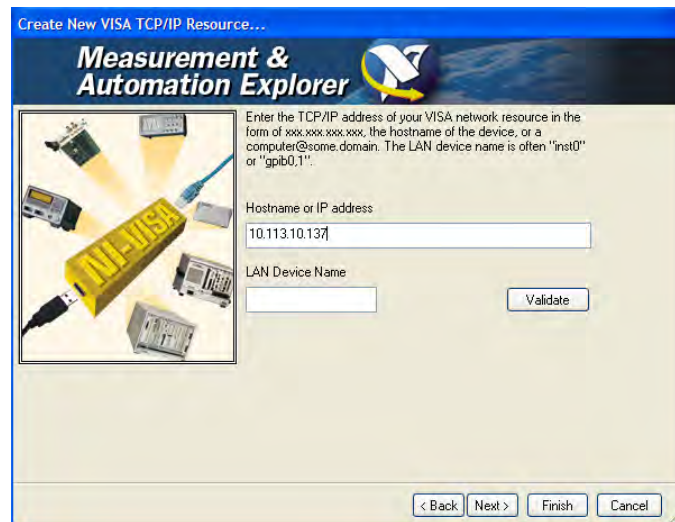 Create New VISA TCP/IP Resource...
Measurement &
Automation Explorer
Enter the TCP/IP address of your VISA network resource in the
form of xxx.xxx.xxx.xxx, the hostname of the device, or a
computer@some.domain. The LAN device name is often "inst0"
or "gpib0,1".
Hostname or IP address
10.113.10.137
LAN Device Name
Validate
NI-VISA
< Back
Next >
Finish
Cancel